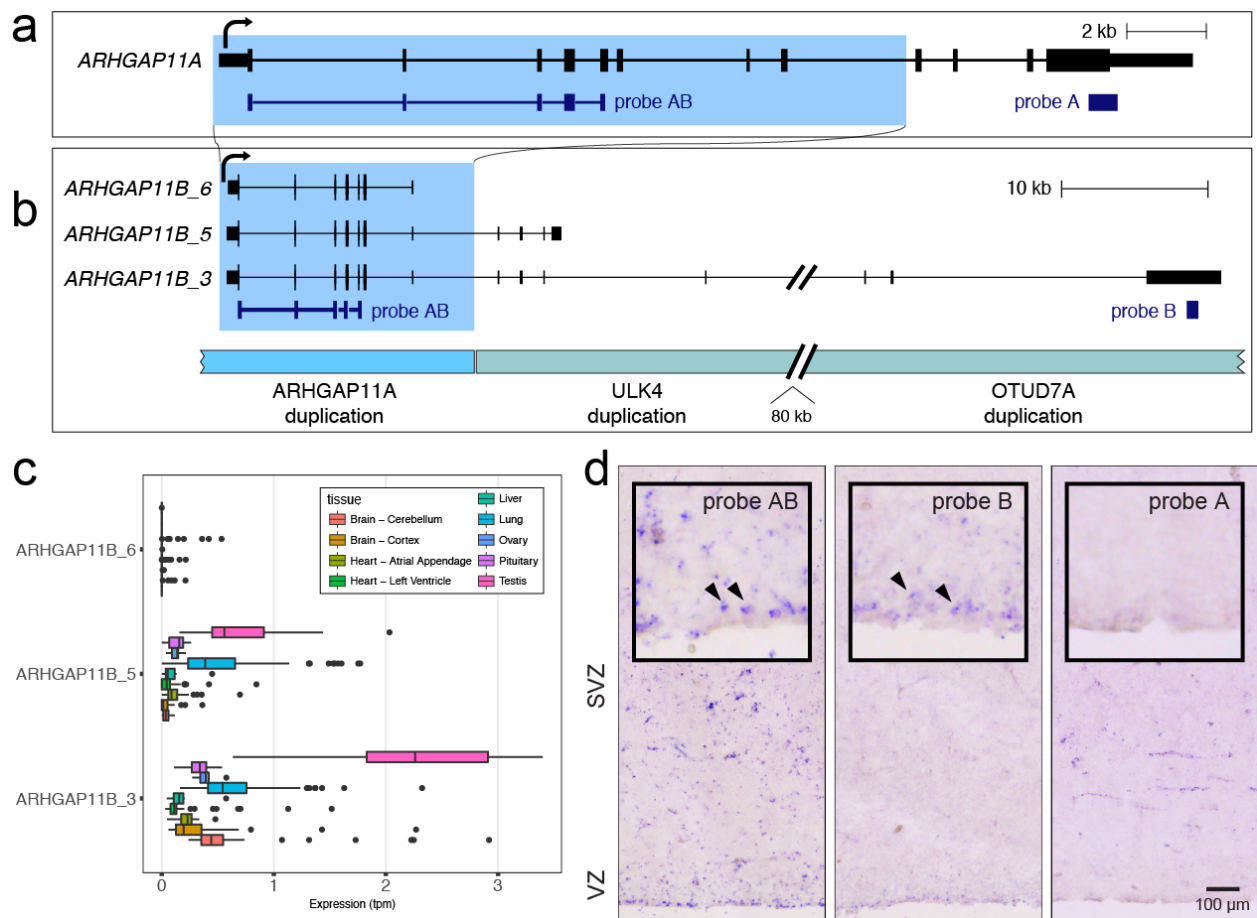 a
2 kb
ARHGAP11A
probe AB
probe A
b
ARHGAP11B_6
10 kb
ARHGAP11B_5
ARHGAP11B_3
probe AB
probe B
ARHGAP11A
duplication
ULK4
duplication
80 kb
OTUD7A
duplication
c
tissue
Brain – Cerebellum
Brain – Cortex
Heart – Atrial Appendage
Heart – Left Ventricle
Liver
Lung
Ovary
Pituitary
Testis
ARHGAP11B_6
ARHGAP11B_5
ARHGAP11B_3
0
1
2
3
Expression (tpm)
d
probe AB
probe B
probe A
SVZ
VZ
100 µm